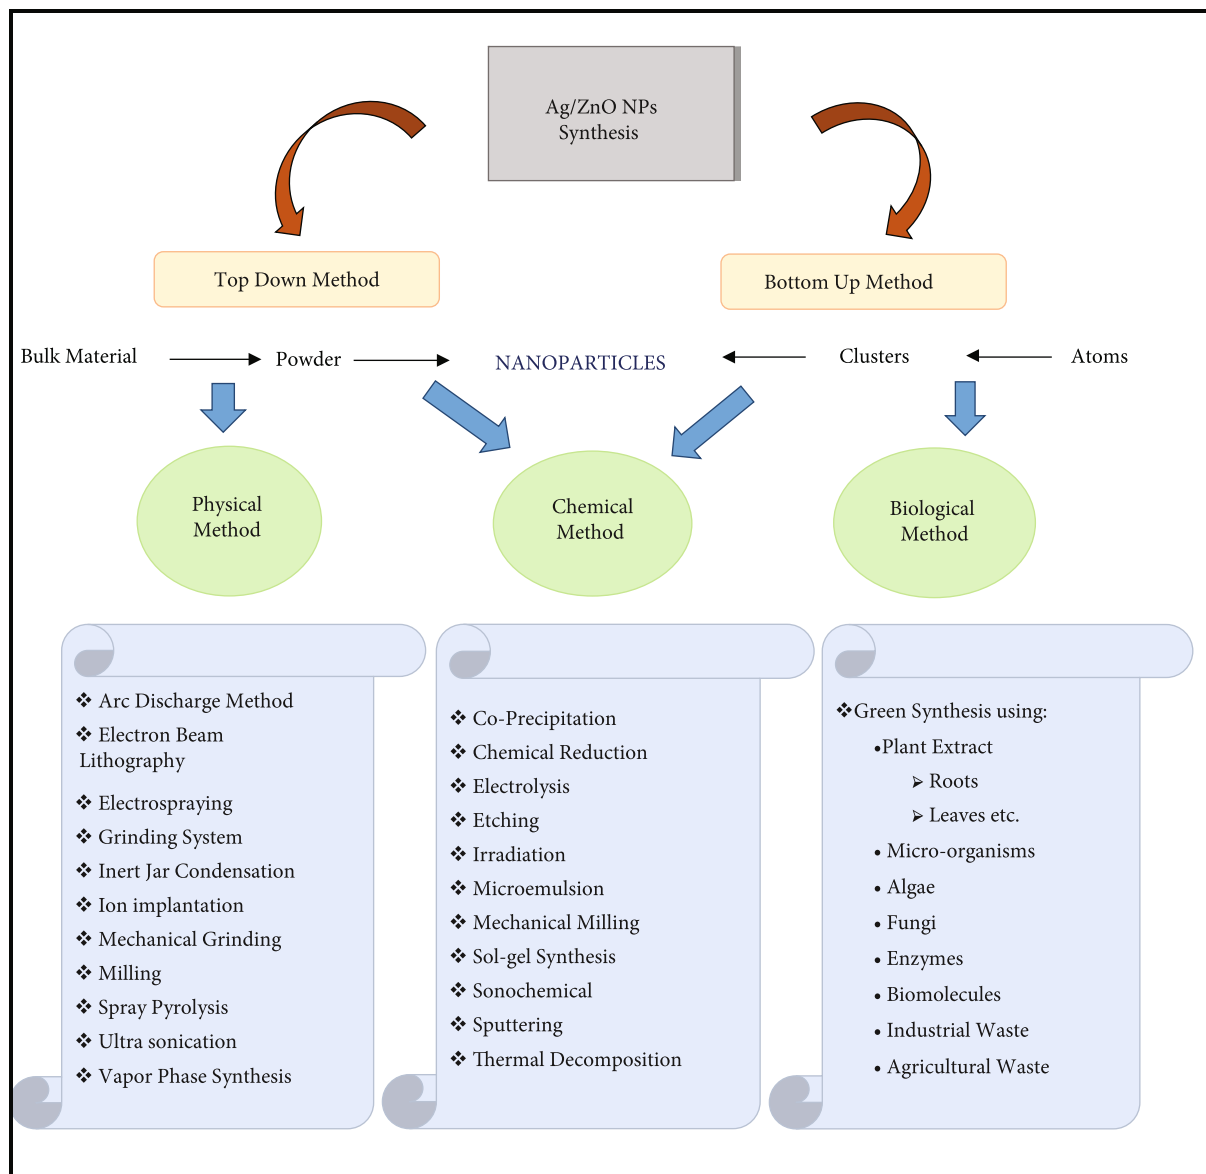 Ag/ZnO NPs
Synthesis
Top Down Method
Bottom Up Method
Bulk Material
Powder
NANOPARTICLES
Clusters
Atoms
Physical
Method
Chemical
Method
Biological
Method
❖ Arc Discharge Method
❖ Electron Beam
Lithography
❖ Electrospraying
❖ Grinding System
❖ Inert Jar Condensation
❖ Ion implantation
❖ Mechanical Grinding
❖ Milling
❖ Spray Pyrolysis
❖ Ultra sonication
❖ Vapor Phase Synthesis
❖ Co-Precipitation
❖ Chemical Reduction
❖ Electrolysis
❖ Etching
❖ Irradiation
❖ Microemulsion
❖ Mechanical Milling
❖ Sol-gel Synthesis
❖ Sonochemical
❖ Sputtering
❖ Thermal Decomposition
❖Green Synthesis using:
•Plant Extract
➢ Roots
➢ Leaves etc.
• Micro-organisms
• Algae
• Fungi
• Enzymes
• Biomolecules
• Industrial Waste
• Agricultural Waste